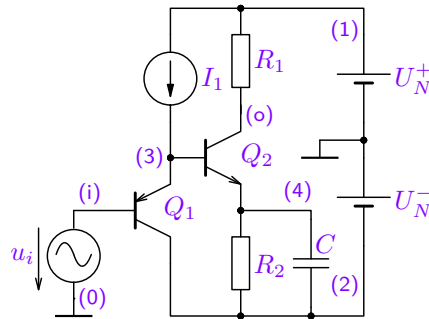 (1)
I₁
R₁
U_N^+
(o)
(3)
Q₂
(i)
(4)
U_N^-
Q₁
u_i
C
R₂
(2)
(0)